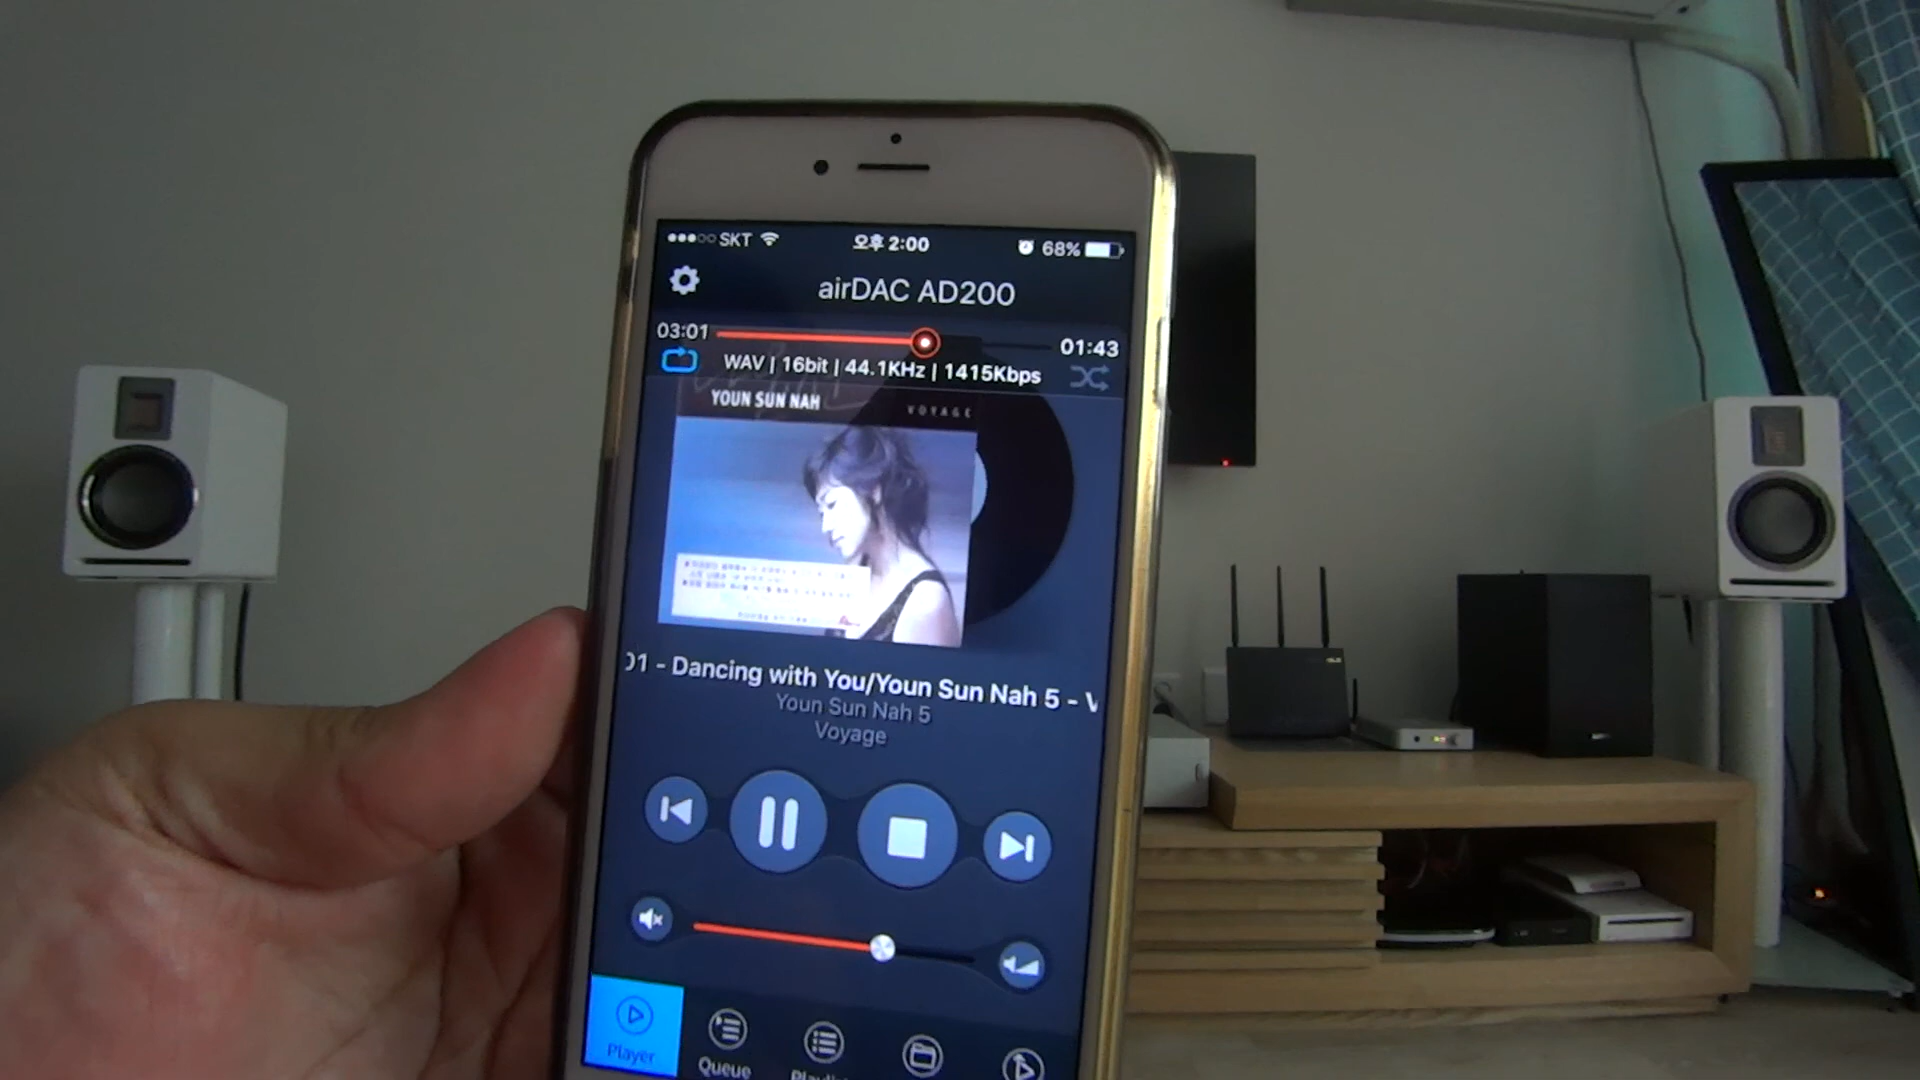 SKT 오후 2:00 68%
airDAC AD200
03:01 01:43
WAV | 16bit | 44.1KHz | 1415Kbps
YOUN SUN NAH VOYAGE
01 - Dancing with You/Youn Sun Nah 5 - V
Youn Sun Nah 5
Voyage
Player Queue